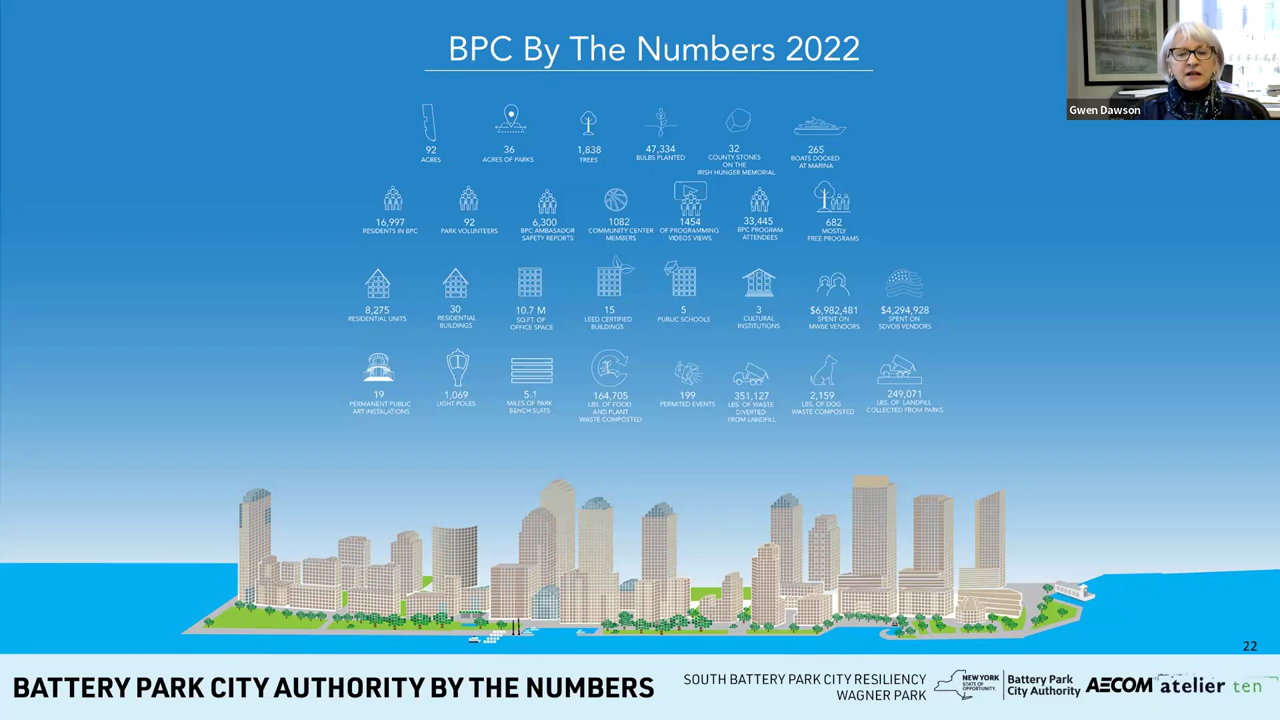 BPC By The Numbers 2022
Gwen Dawson
92
ACRES
36
ACRES OF PARKS
1,838
TREES
47,334
BULBS PLANTED
32
COUNTY STONES
ON THE
IRISH HUNGER MEMORIAL
265
BOATS DOCKED
AT MARINA
16,997
RESIDENTS IN BPC
92
PARK VOLUNTEERS
6,300
BPC AMBASADOR
SAFETY REPORTS
1082
COMMUNITY CENTER
MEMBERS
1454
OF PROGRAMMING
VIDEOS VIEWS
33,445
BPC PROGRAM
ATTENDEES
682
MOSTLY
FREE PROGRAMS
8,275
RESIDENTIAL UNITS
30
RESIDENTIAL
BUILDINGS
10.7 M
SQ.FT. OF
OFFICE SPACE
15
LEED CERTIFIED
BUILDINGS
5
PUBLIC SCHOOLS
3
CULTURAL
INSTITUTIONS
$6,982,481
SPENT ON
MWBE VENDORS
$4,294,928
SPENT ON
SDVOB VENDORS
19
PERMANENT PUBLIC
ART INSTALATIONS
1,069
LIGHT POLES
5.1
MILES OF PARK
BENCH SLATS
164,705
LBS. OF FOOD
AND PLANT
WASTE COMPOSTED
199
PERMITED EVENTS
351,127
LBS. OF WASTE
DIVERTED
FROM LANDFILL
2,159
LBS. OF DOG
WASTE COMPOSTED
249,071
LBS. OF LANDFILL
COLLECTED FROM PARKS
22
BATTERY PARK CITY AUTHORITY BY THE NUMBERS
SOUTH BATTERY PARK CITY RESILIENCY
WAGNER PARK
NEW YORK
STATE OF
OPPORTUNITY.
Battery Park
City Authority
AECOM
atelier ten